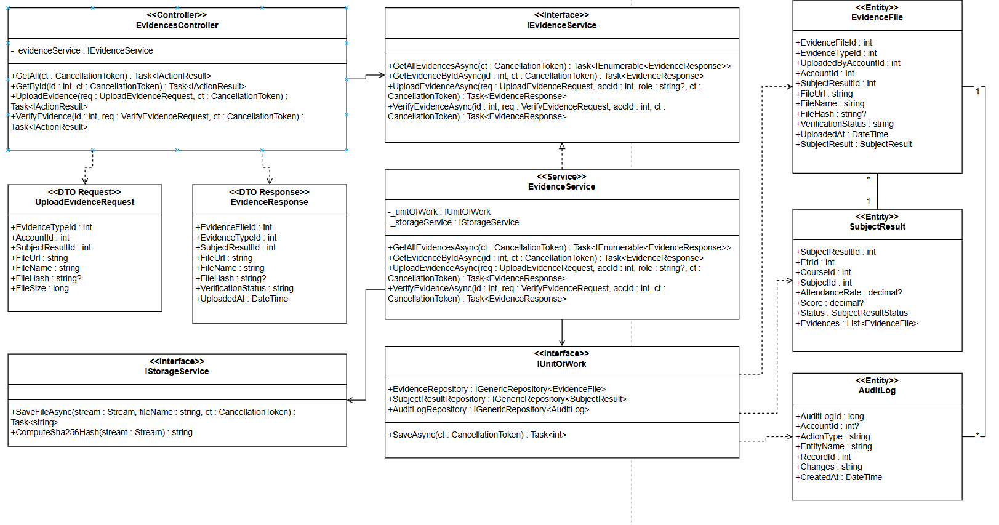 <<Controller>>
EvidencesController
-_evidenceService : IEvidenceService
+GetAll(ct : CancellationToken) : Task<IActionResult>
+GetById(id : int, ct : CancellationToken) : Task<IActionResult>
+UploadEvidence(req : UploadEvidenceRequest, ct : CancellationToken) :
Task<IActionResult>
+VerifyEvidence(id : int, req : VerifyEvidenceRequest, ct : CancellationToken) :
Task<IActionResult>
<<Interface>>
IEvidenceService
+GetAllEvidencesAsync(ct : CancellationToken) : Task<IEnumerable<EvidenceResponse>>
+GetEvidenceByIdAsync(id : int, ct : CancellationToken) : Task<EvidenceResponse>
+UploadEvidenceAsync(req : UploadEvidenceRequest, accId : int, role : string?, ct :
CancellationToken) : Task<EvidenceResponse>
+VerifyEvidenceAsync(id : int, req : VerifyEvidenceRequest, accId : int, ct :
CancellationToken) : Task<EvidenceResponse>
<<Entity>>
EvidenceFile
+EvidenceFileId : int
+EvidenceTypeId : int
+UploadedByAccountId : int
+AccountId : int
+SubjectResultId : int
+FileUrl : string
+FileName : string
+FileHash : string?
+VerificationStatus : string
+UploadedAt : DateTime
+SubjectResult : SubjectResult
1
*
1
<<DTO Request>>
UploadEvidenceRequest
+EvidenceTypeId : int
+AccountId : int
+SubjectResultId : int
+FileUrl : string
+FileName : string
+FileHash : string?
+FileSize : long
<<DTO Response>>
EvidenceResponse
+EvidenceFileId : int
+EvidenceTypeId : int
+SubjectResultId : int
+FileUrl : string
+FileName : string
+FileHash : string?
+VerificationStatus : string
+UploadedAt : DateTime
<<Service>>
EvidenceService
-_unitOfWork : IUnitOfWork
-_storageService : IStorageService
+GetAllEvidencesAsync(ct : CancellationToken) : Task<IEnumerable<EvidenceResponse>>
+GetEvidenceByIdAsync(id : int, ct : CancellationToken) : Task<EvidenceResponse>
+UploadEvidenceAsync(req : UploadEvidenceRequest, accId : int, role : string?, ct :
CancellationToken) : Task<EvidenceResponse>
+VerifyEvidenceAsync(id : int, req : VerifyEvidenceRequest, accId : int, ct :
CancellationToken) : Task<EvidenceResponse>
<<Entity>>
SubjectResult
+SubjectResultId : int
+EtrId : int
+CourseId : int
+SubjectId : int
+AttendanceRate : decimal?
+Score : decimal?
+Status : SubjectResultStatus
+Evidences : List<EvidenceFile>
<<Interface>>
IStorageService
+SaveFileAsync(stream : Stream, fileName : string, ct : CancellationToken) :
Task<string>
+ComputeSha256Hash(stream : Stream) : string
<<Interface>>
IUnitOfWork
+EvidenceRepository : IGenericRepository<EvidenceFile>
+SubjectResultRepository : IGenericRepository<SubjectResult>
+AuditLogRepository : IGenericRepository<AuditLog>
+SaveAsync(ct : CancellationToken) : Task<int>
<<Entity>>
AuditLog
+AuditLogId : long
+AccountId : int?
+ActionType : string
+EntityName : string
+RecordId : int
+Changes : string
+CreatedAt : DateTime
*